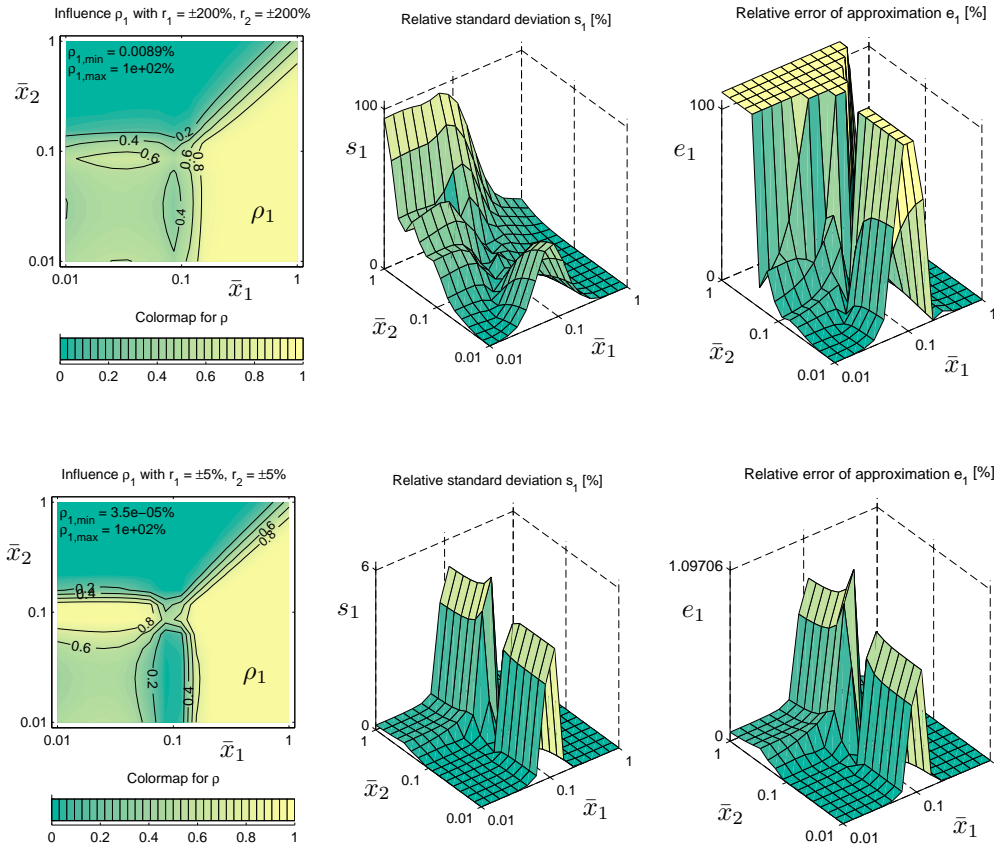 Influence ρ1 with r1 = ±200%, r2 = ±200%
1
ρ1,min = 0.0089%
ρ1,max = 1e+02%
x̄2
0.1
0.01
0.2
0.4
0.6
0.6
0.8
0.4
ρ1
0.01
0.1
1
x̄1
Colormap for ρ
0 0.2 0.4 0.6 0.8 1
Relative standard deviation s1 [%]
100
s1
0
1
x̄2
0.1
0.01
0.01
0.1
x̄1
1
Relative error of approximation e1 [%]
100
e1
0
1
x̄2
0.1
0.01
0.01
0.1
x̄1
1
Influence ρ1 with r1 = ±5%, r2 = ±5%
1
ρ1,min = 3.5e−05%
ρ1,max = 1e+02%
x̄2
0.1
0.01
0.6
0.8
0.2
0.4
0.8
0.6
0.2
0.4
ρ1
0.01
0.1
1
x̄1
Colormap for ρ
0 0.2 0.4 0.6 0.8 1
Relative standard deviation s1 [%]
6
s1
0
1
x̄2
0.1
0.01
0.01
0.1
x̄1
1
Relative error of approximation e1 [%]
1.09706
e1
0
1
x̄2
0.1
0.01
0.01
0.1
x̄1
1